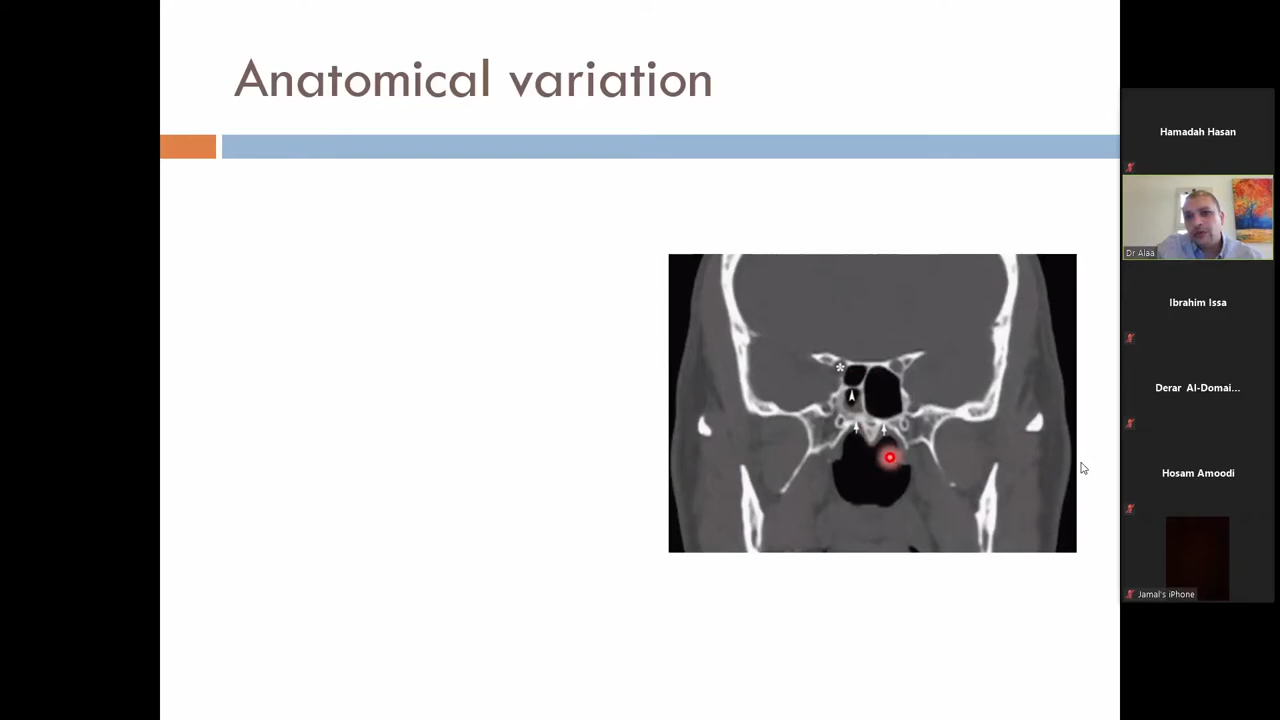 Anatomical variation
Hamadah Hasan
Dr Alaa
Ibrahim Issa
Derar Al-Domai...
Hosam Amoodi
Jamal's iPhone
*